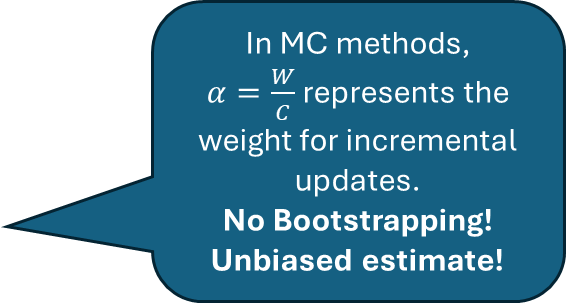 In MC methods,
𝛼 = 𝑊/𝐶 represents the
weight for incremental
updates.
No Bootstrapping!
Unbiased estimate!